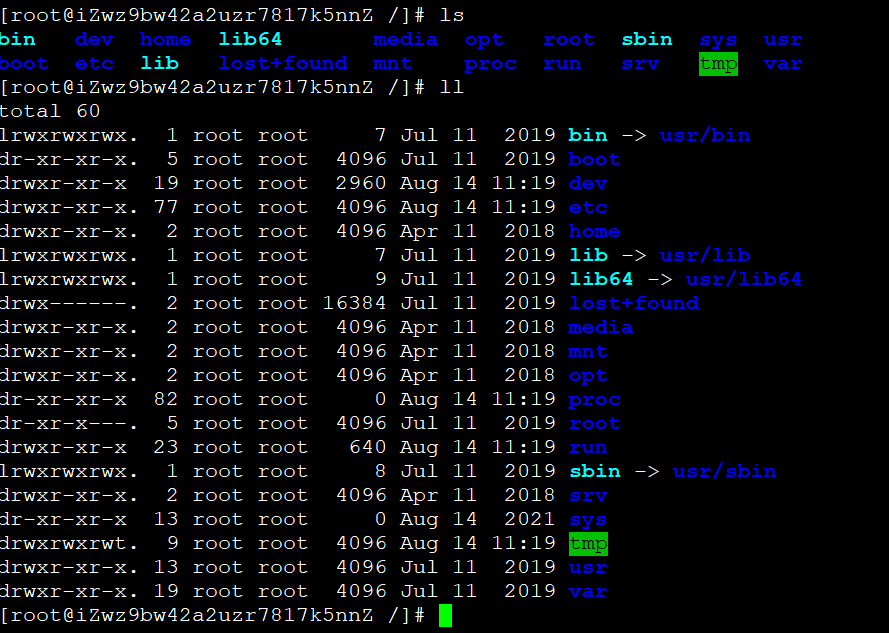 [root@iZwz9bw42a2uzr7817k5nnZ /]# ls
bin dev home lib64 media opt root sbin sys usr
boot etc lib lost+found mnt proc run srv tmp var
[root@iZwz9bw42a2uzr7817k5nnZ /]# ll
total 60
lrwxrwxrwx. 1 root root 7 Jul 11 2019 bin -> usr/bin
dr-xr-xr-x. 5 root root 4096 Jul 11 2019 boot
drwxr-xr-x 19 root root 2960 Aug 14 11:19 dev
drwxr-xr-x. 77 root root 4096 Aug 14 11:19 etc
drwxr-xr-x. 2 root root 4096 Apr 11 2018 home
lrwxrwxrwx. 1 root root 7 Jul 11 2019 lib -> usr/lib
lrwxrwxrwx. 1 root root 9 Jul 11 2019 lib64 -> usr/lib64
drwx------. 2 root root 16384 Jul 11 2019 lost+found
drwxr-xr-x. 2 root root 4096 Apr 11 2018 media
drwxr-xr-x. 2 root root 4096 Apr 11 2018 mnt
drwxr-xr-x. 2 root root 4096 Apr 11 2018 opt
dr-xr-xr-x 82 root root 0 Aug 14 11:19 proc
dr-xr-x---. 5 root root 4096 Jul 11 2019 root
drwxr-xr-x 23 root root 640 Aug 14 11:19 run
lrwxrwxrwx. 1 root root 8 Jul 11 2019 sbin -> usr/sbin
drwxr-xr-x. 2 root root 4096 Apr 11 2018 srv
dr-xr-xr-x 13 root root 0 Aug 14 2021 sys
drwxrwxrwt. 9 root root 4096 Aug 14 11:19 tmp
drwxr-xr-x. 13 root root 4096 Jul 11 2019 usr
drwxr-xr-x. 19 root root 4096 Jul 11 2019 var
[root@iZwz9bw42a2uzr7817k5nnZ /]#